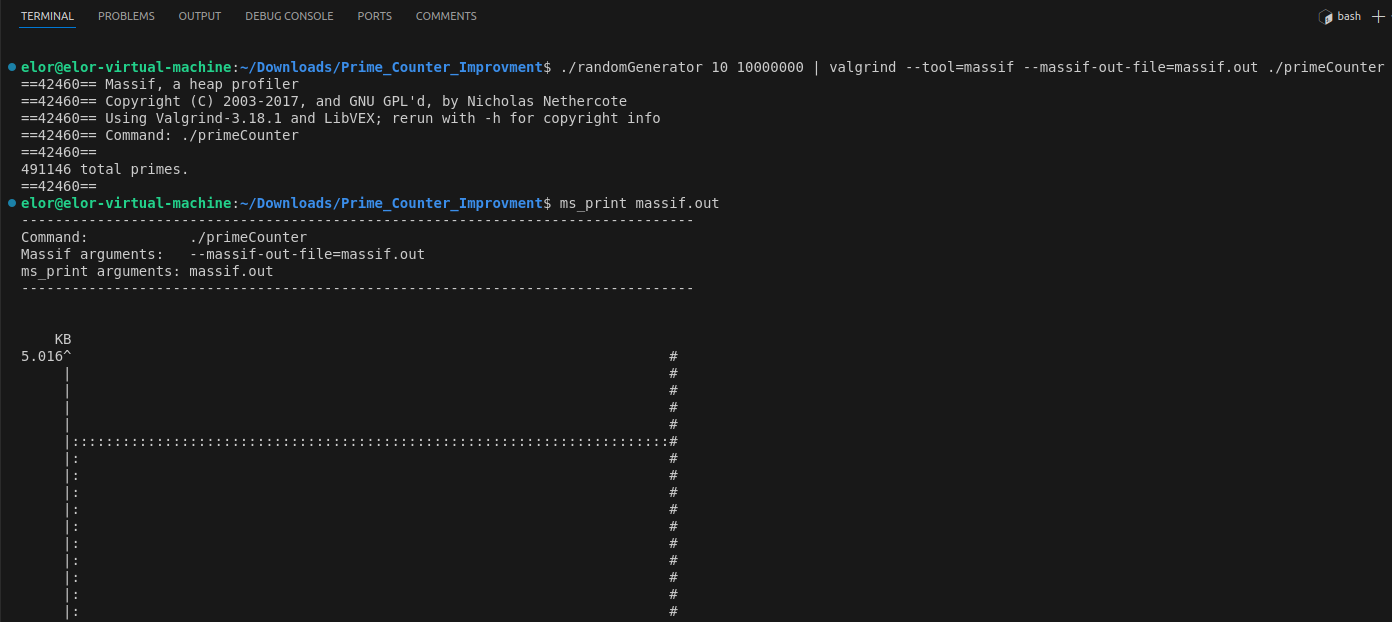 TERMINAL PROBLEMS OUTPUT DEBUG CONSOLE PORTS COMMENTS bash
elor@elor-virtual-machine:~/Downloads/Prime_Counter_Improvment$ ./randomGenerator 10 10000000 | valgrind --tool=massif --massif-out-file=massif.out ./primeCounter
==42460== Massif, a heap profiler
==42460== Copyright (C) 2003-2017, and GNU GPL'd, by Nicholas Nethercote
==42460== Using Valgrind-3.18.1 and LibVEX; rerun with -h for copyright info
==42460== Command: ./primeCounter
==42460==
491146 total primes.
==42460==
elor@elor-virtual-machine:~/Downloads/Prime_Counter_Improvment$ ms_print massif.out
--------------------------------------------------------------------------------
Command:            ./primeCounter
Massif arguments:   --massif-out-file=massif.out
ms_print arguments: massif.out
--------------------------------------------------------------------------------
    KB
5.016^                                                                       #
     |                                                                       #
     |                                                                       #
     |                                                                       #
     |                                                                       #
     |:::::::::::::::::::::::::::::::::::::::::::::::::::::::::::::::::::::::#
     |:                                                                      #
     |:                                                                      #
     |:                                                                      #
     |:                                                                      #
     |:                                                                      #
     |:                                                                      #
     |:                                                                      #
     |:                                                                      #
     |:                                                                      #
     |:                                                                      #